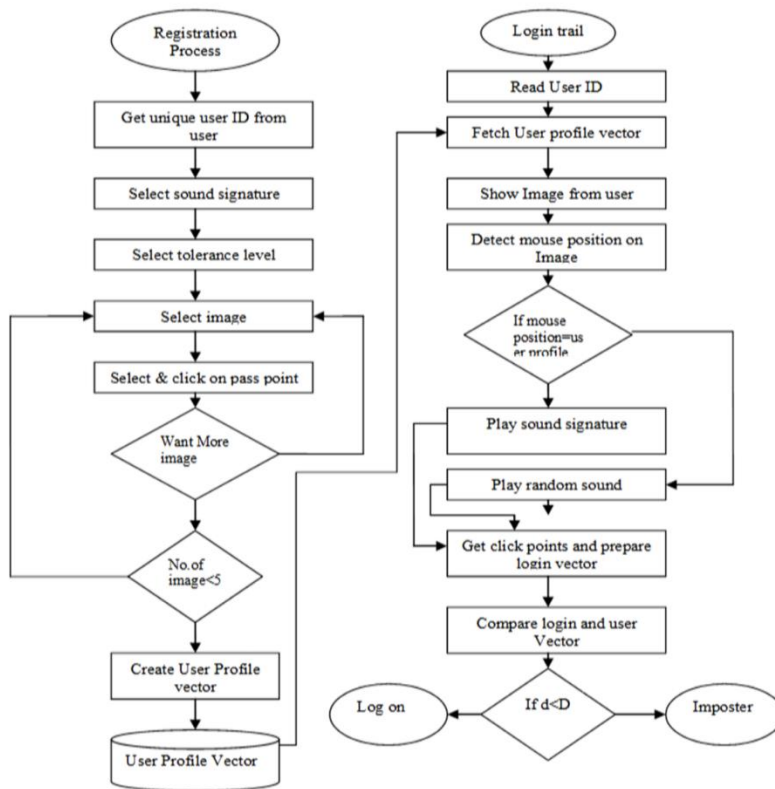 Registration
Process
Get unique user ID from
user
Select sound signature
Select tolerance level
Select image
Select & click on pass point
Want More
image
No.of
image<5
Create User Profile
vector
User Profile Vector
Login trail
Read User ID
Fetch User profile vector
Show Image from user
Detect mouse position on
Image
If mouse
position=us
er profile
Play sound signature
Play random sound
Get click points and prepare
login vector
Compare login and user
Vector
If d<D
Log on
Imposter